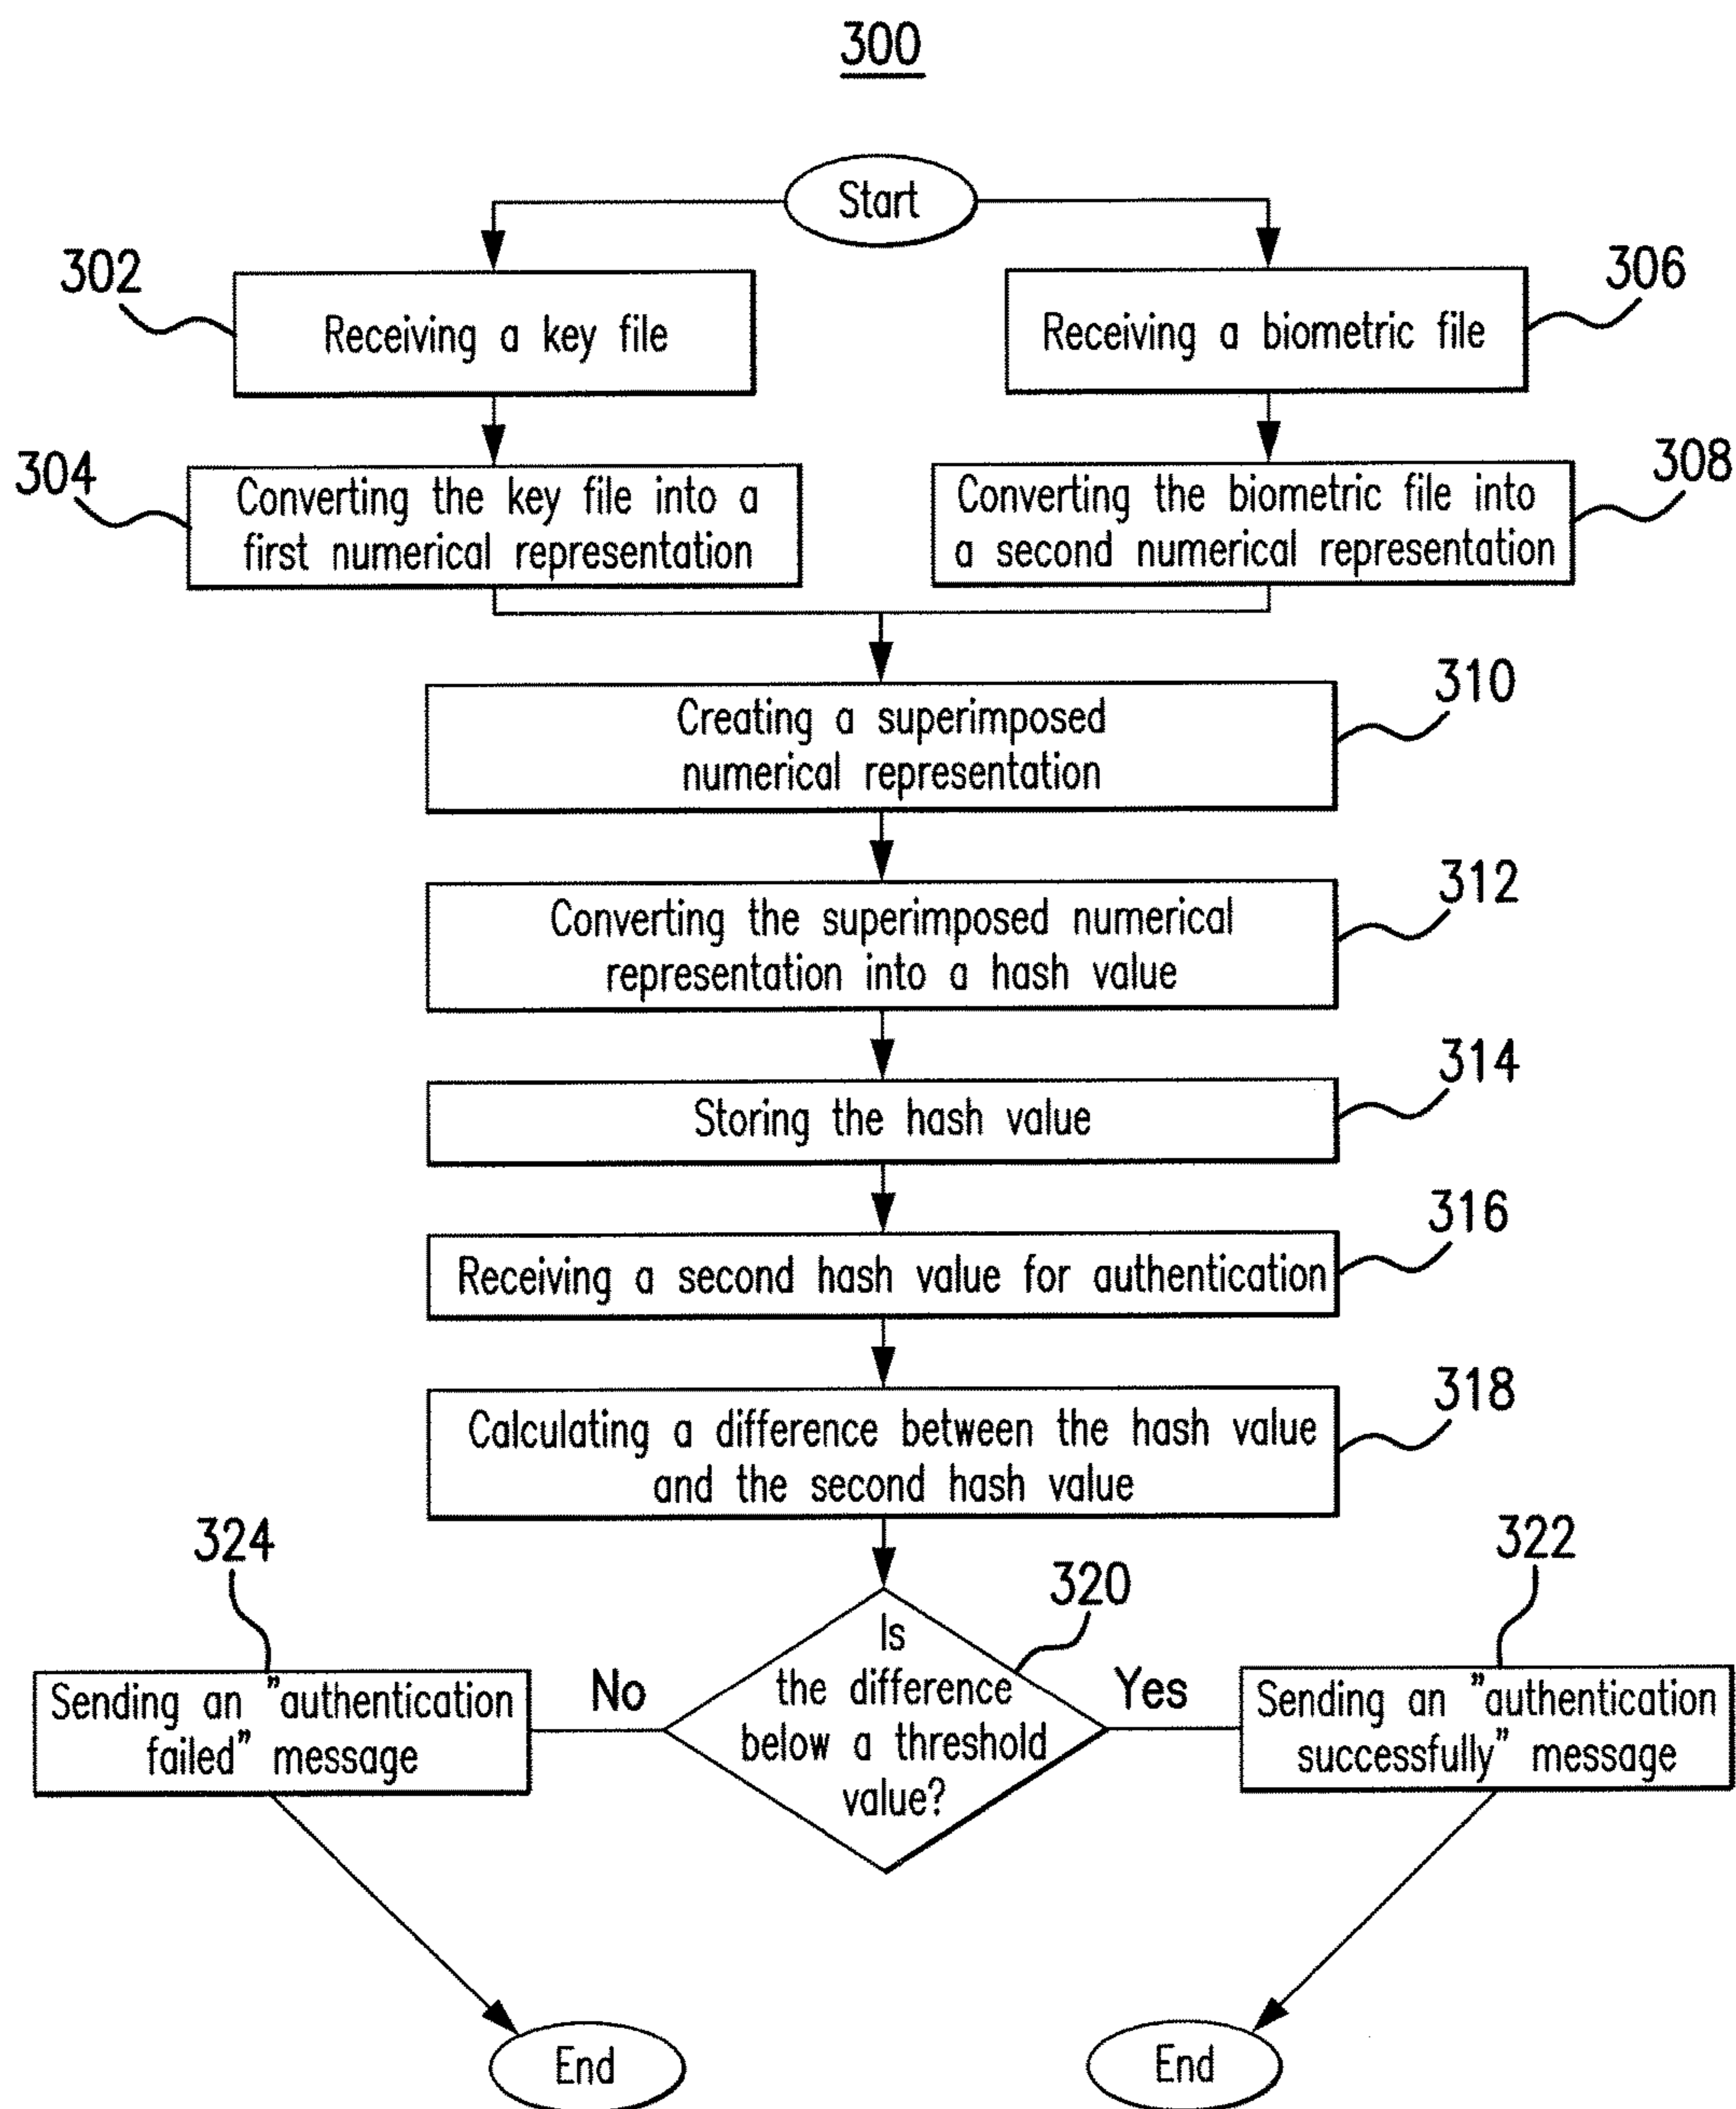 300
Start
302
Receiving a key file
306
Receiving a biometric file
304
Converting the key file into a
first numerical representation
308
Converting the biometric file into
a second numerical representation
310
Creating a superimposed
numerical representation
312
Converting the superimposed numerical
representation into a hash value
314
Storing the hash value
316
Receiving a second hash value for authentication
318
Calculating a difference between the hash value
and the second hash value
320
Is
the difference
below a threshold
value?
No
324
Sending an "authentication
failed" message
Yes
322
Sending an "authentication
successfully" message
End
End